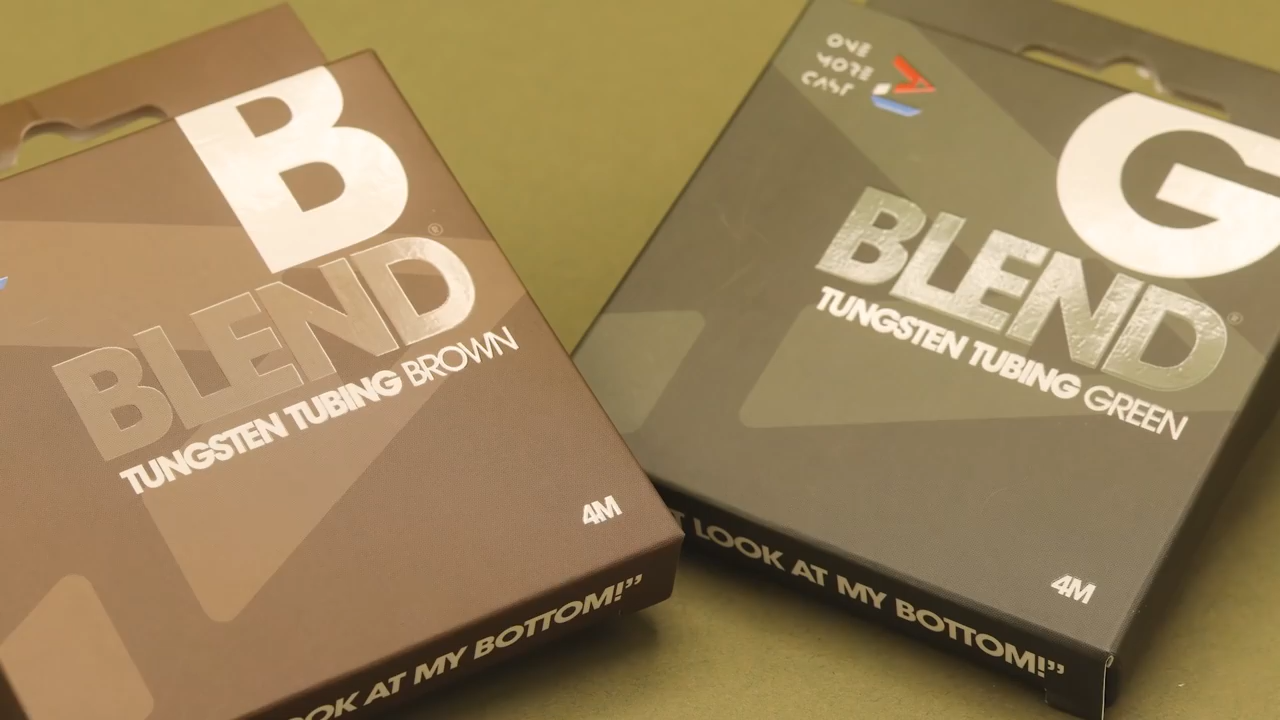 B
BLEND®
TUNGSTEN TUBING BROWN
4M
LOOK AT MY BOTTOM!”
ONE
MORE
CAST
G
BLEND®
TUNGSTEN TUBING GREEN
4M
LOOK AT MY BOTTOM!”